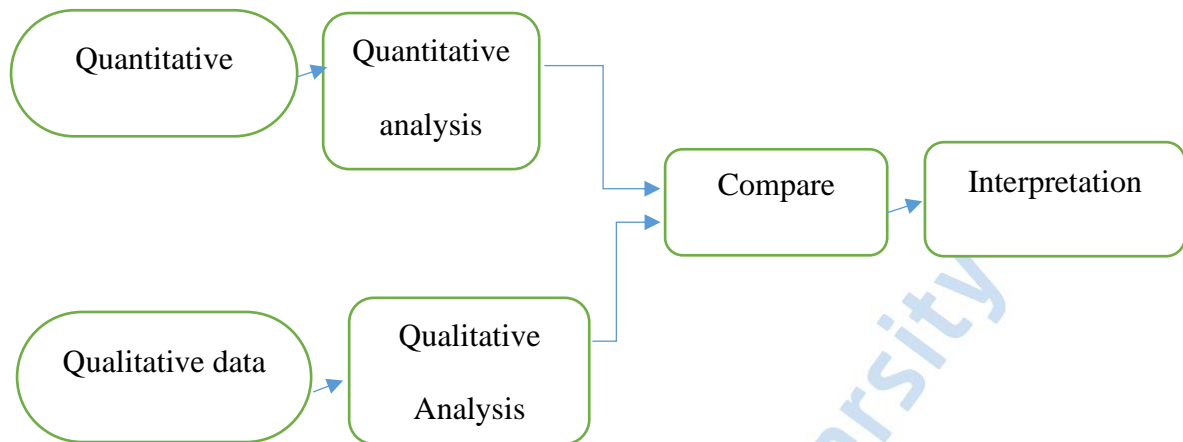 Quantitative
Quantitative
analysis
Compare
Interpretation
Qualitative data
Qualitative
Analysis